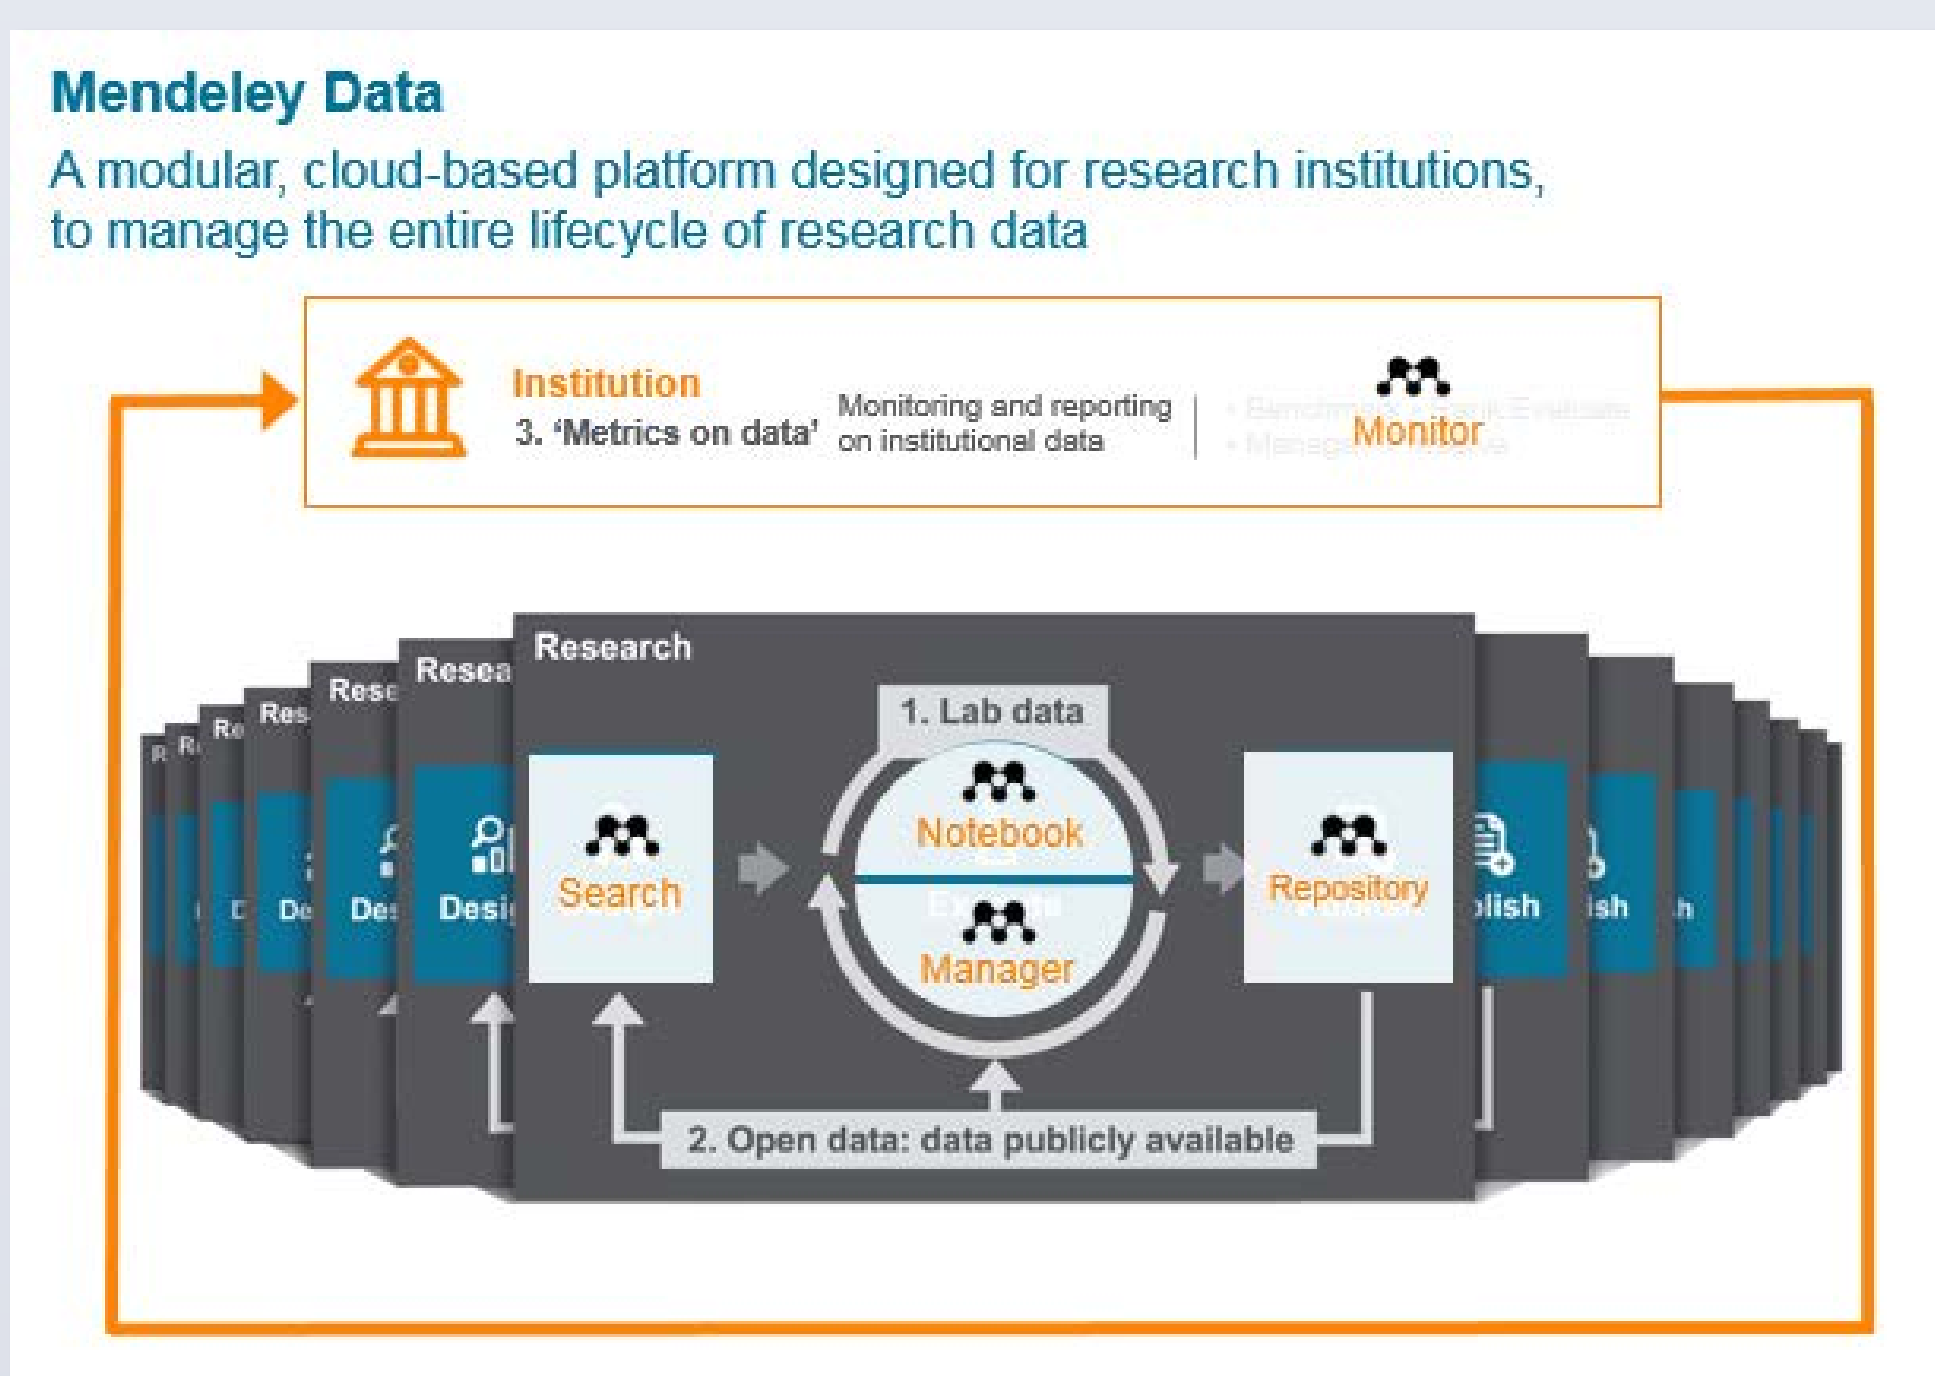 Mendeley Data
A modular, cloud-based platform designed for research institutions,
to manage the entire lifecycle of research data
Institution
3. ‘Metrics on data’
Monitoring and reporting
on institutional data
Monitor
Research
Resea
Rese
Res
Re
R
R
1. Lab data
Notebook
Manager
Search
Repository
Desig
Des
De
D
blish
ish
h
2. Open data: data publicly available